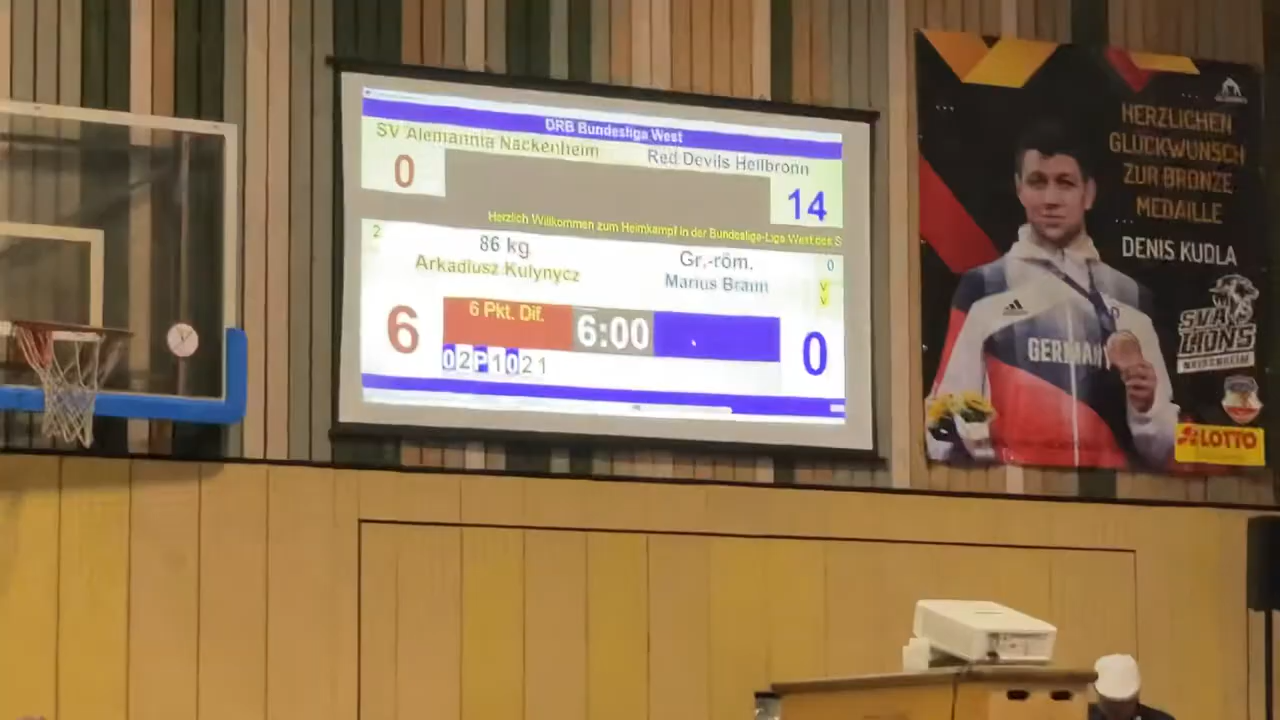 DRB Bundesliga West
SV Alemannia Nackenheim
Red Devils Heilbronn
0
14
Herzlich Willkommen zum Heimkampf in der Bundesliga-Liga West des S
2
86 kg
Gr.-röm.
0
Arkadiusz Kulynycz
Marius Braun
V
V
6
6 Pkt. Dif.
6:00
0
02P1021
HERZLICHEN
GLÜCKWUNSCH
ZUR BRONZE
MEDAILLE
DENIS KUDLA
GERMANY
SVA
LIONS
NACKENHEIM
LOTTO